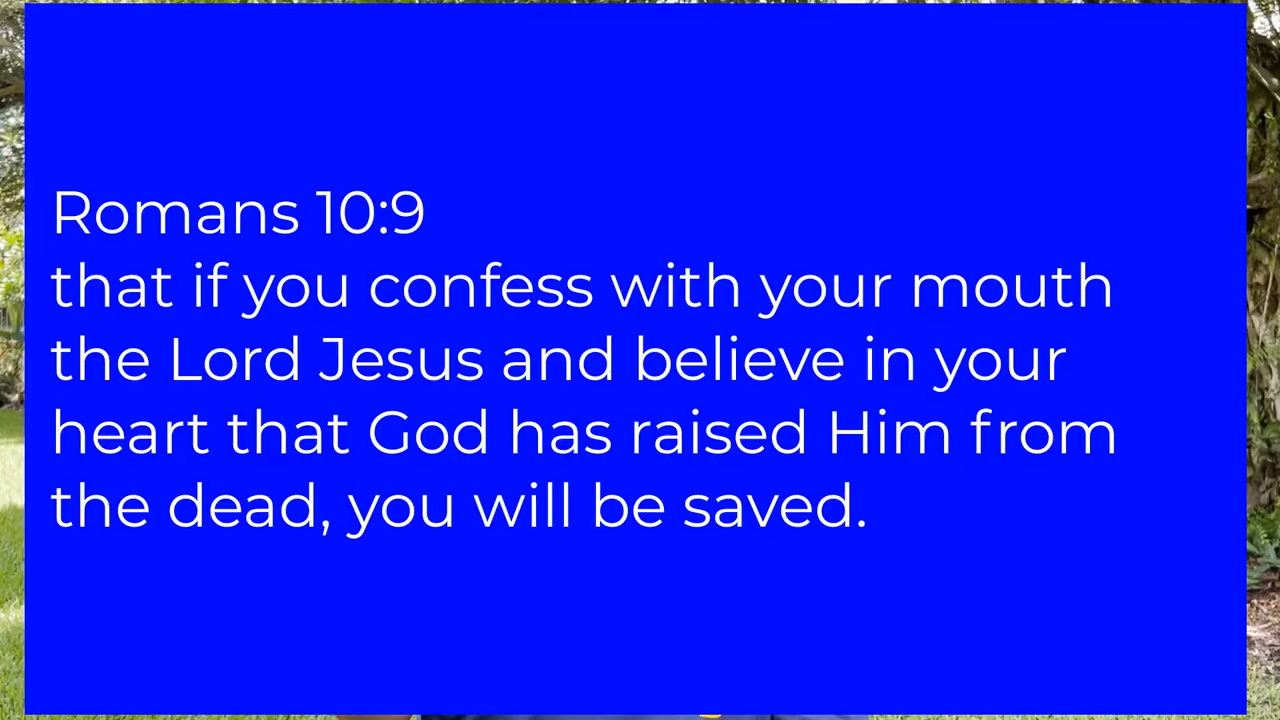 Romans 10:9
that if you confess with your mouth
the Lord Jesus and believe in your
heart that God has raised Him from
the dead, you will be saved.